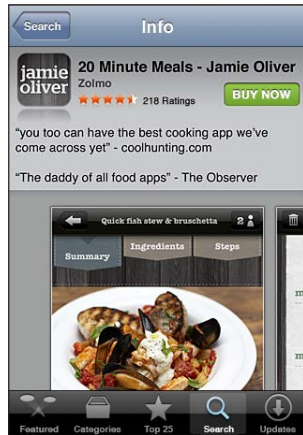 Search
Info
jamie
oliver
20 Minute Meals - Jamie Oliver
Zolmo
218 Ratings
BUY NOW
“you too can have the best cooking app we’ve
come across yet” - coolhunting.com
“The daddy of all food apps” - The Observer
Quick fish stew & bruschetta
2
Summary
Ingredients
Steps
Featured
Categories
Top 25
Search
Updates